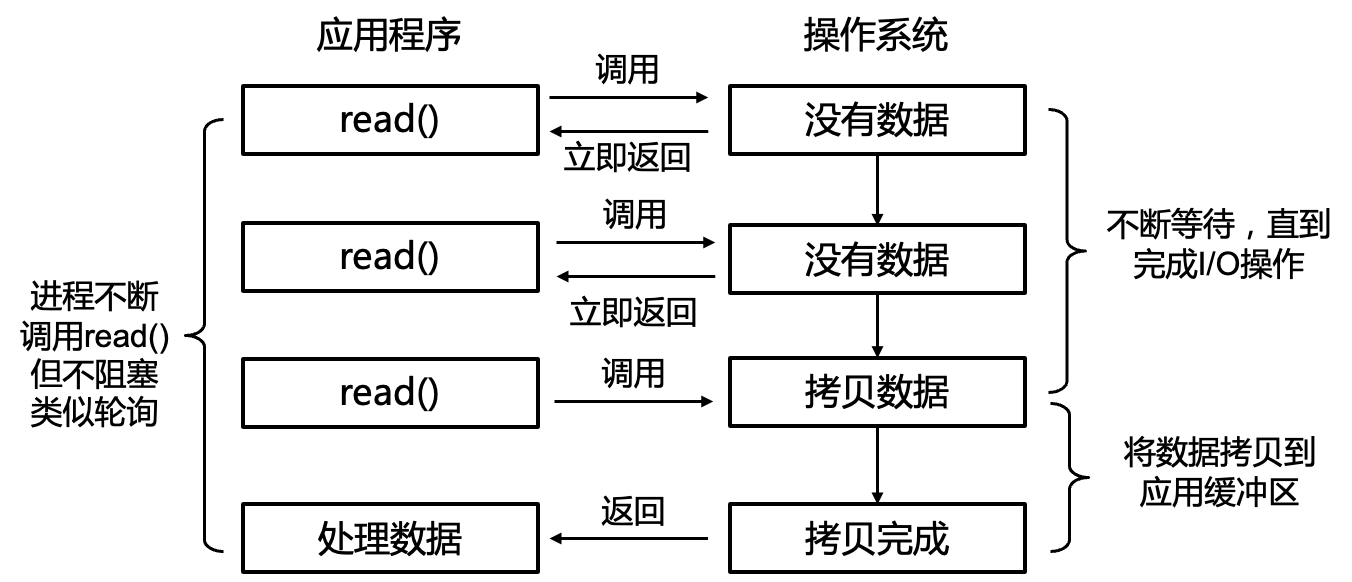 应用程序
操作系统
调用
read()
没有数据
立即返回
调用
read()
没有数据
立即返回
不断等待，直到
完成I/O操作
进程不断
调用read()
但不阻塞
类似轮询
调用
read()
拷贝数据
将数据拷贝到
应用缓冲区
返回
处理数据
拷贝完成